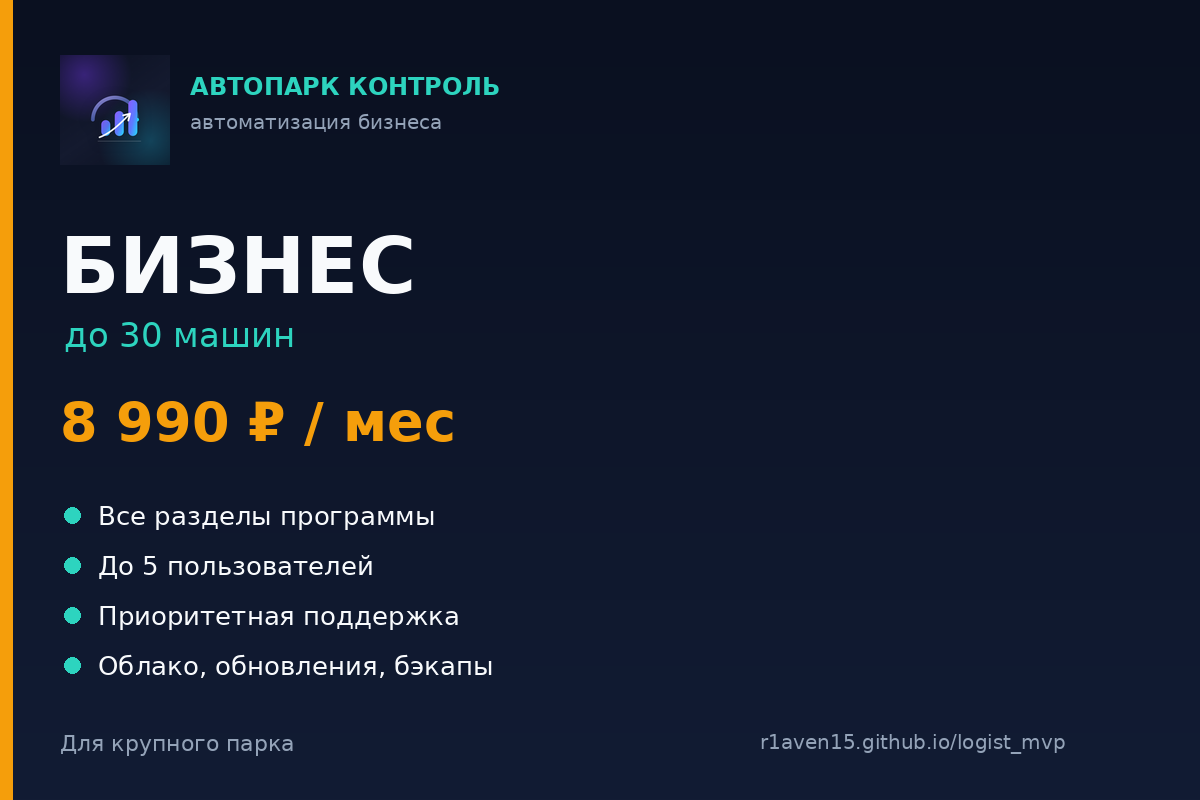 АВТОПАРК КОНТРОЛЬ
автоматизация бизнеса
БИЗНЕС
до 30 машин
8 990 ₽ / мес
Все разделы программы
До 5 пользователей
Приоритетная поддержка
Облако, обновления, бэкапы
Для крупного парка
r1aven15.github.io/logist_mvp